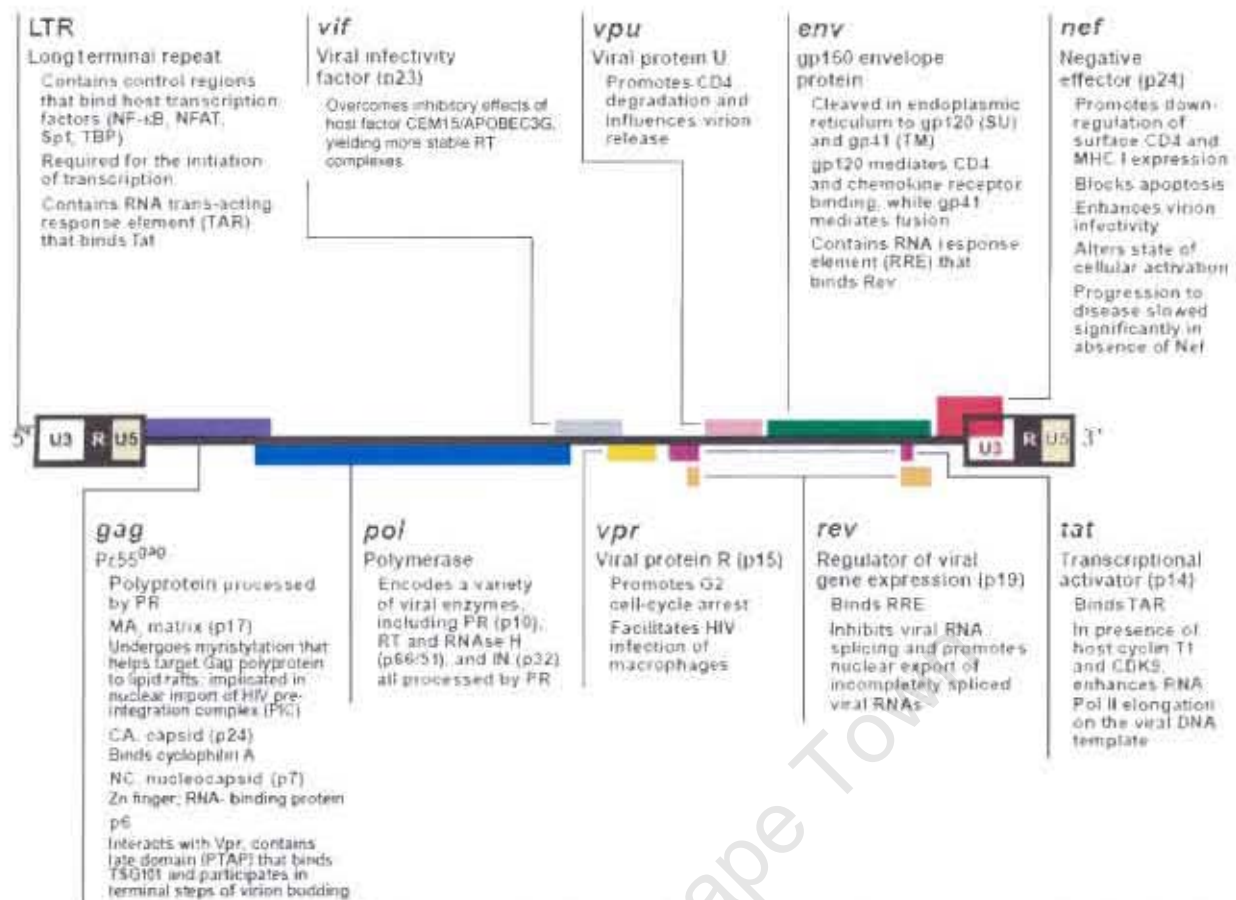 LTR
Long terminal repeat
Contains control regions
that bind host transcription
factors (NF-κB, NFAT,
Sp1, TBP)
Required for the initiation
of transcription
Contains RNA trans-acting
response element (TAR)
that binds Tat
vif
Viral infectivity
factor (p23)
Overcomes inhibitory effects of
host factor CEM15/APOBEC3G,
yielding more stable RT
complexes
vpu
Viral protein U
Promotes CD4
degradation and
influences virion
release
env
gp150 envelope
protein
Cleaved in endoplasmic
reticulum to gp120 (SU)
and gp41 (TM)
gp120 mediates CD4
and chemokine receptor
binding, while gp41
mediates fusion
Contains RNA response
element (RRE) that
binds Rev
nef
Negative
effector (p24)
Promotes down-
regulation of
surface CD4 and
MHC I expression
Blocks apoptosis
Enhances virion
infectivity
Alters state of
cellular activation
Progression to
disease slowed
significantly in
absence of Nef
5' U3 R U5 U3 R U5 3'
gag
Pr55gag
Polyprotein processed
by PR
MA, matrix (p17)
Undergoes myristylation that
helps target Gag polyprotein
to lipid rafts, implicated in
nuclear import of HIV pre-
integration complex (PIC)
CA, capsid (p24)
Binds cyclophilin A
NC, nucleocapsid (p7)
Zn finger, RNA- binding protein
p6
Interacts with Vpr, contains
late domain (PTAP) that binds
TSG101 and participates in
terminal steps of virion budding
pol
Polymerase
Encodes a variety
of viral enzymes,
including PR (p10),
RT and RNAse H
(p66/51), and IN (p32)
all processed by PR
vpr
Viral protein R (p15)
Promotes G2
cell-cycle arrest
Facilitates HIV
infection of
macrophages
rev
Regulator of viral
gene expression (p19)
Binds RRE
Inhibits viral RNA
splicing and promotes
nuclear export of
incompletely spliced
viral RNAs
tat
Transcriptional
activator (p14)
Binds TAR
In presence of
host cyclin T1
and CDK9,
enhances RNA
Pol II elongation
on the viral DNA
template
ape Town